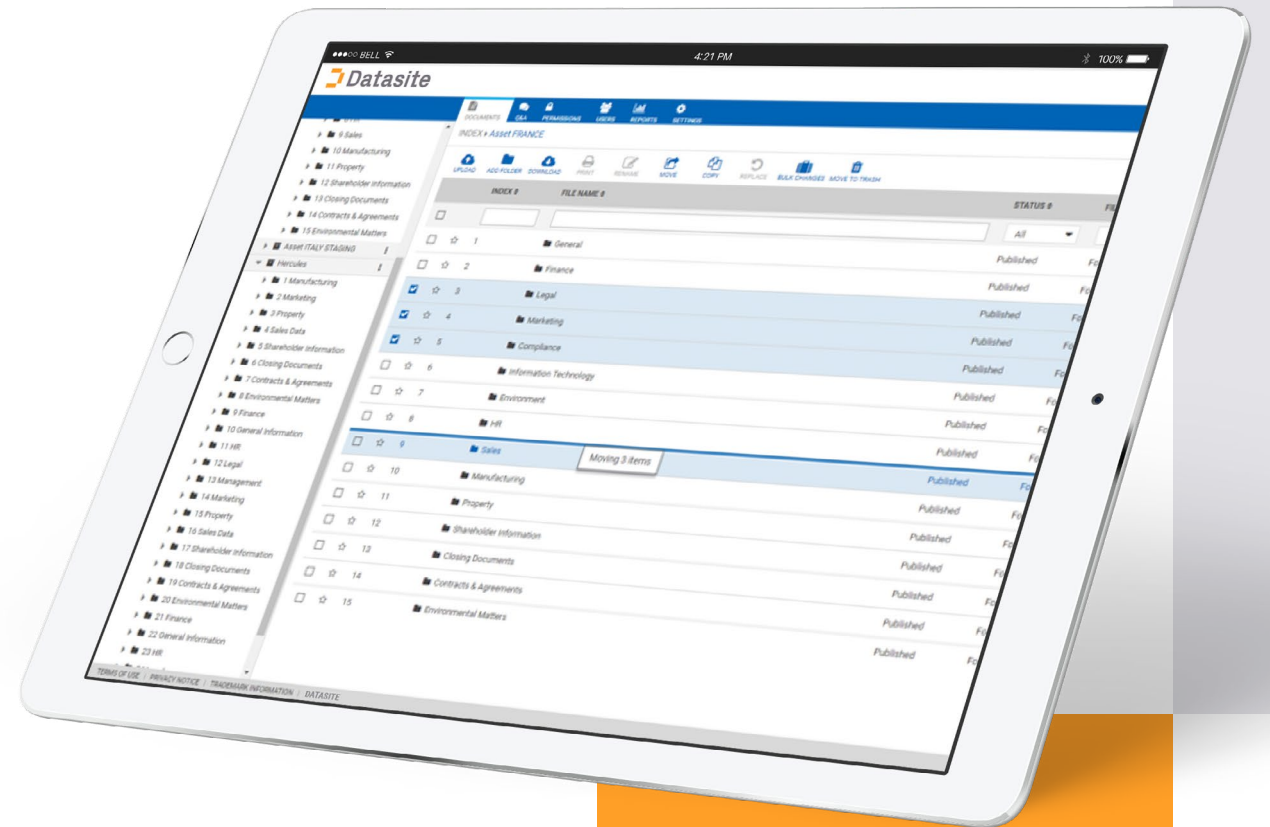 BELL 4:21 PM 100%
Datasite
DOCUMENTS Q&A PERMISSIONS USERS REPORTS SETTINGS
INDEX Asset FRANCE
UPLOAD ADD FOLDER DOWNLOAD PRINT RENAME MOVE COPY REPLACE BULK CHANGES MOVE TO TRASH
INDEX FILE NAME STATUS
All
1 General Published
2 Finance Published
3 Legal Published
4 Marketing Published
5 Compliance Published
6 Information Technology Published
7 Environment Published
8 HR Published
9 Sales Published
Moving 3 items
10 Manufacturing Published
11 Property Published
12 Shareholder Information Published
13 Closing Documents Published
14 Contracts & Agreements Published
15 Environmental Matters Published
9 Sales
10 Manufacturing
11 Property
12 Shareholder Information
13 Closing Documents
14 Contracts & Agreements
15 Environmental Matters
Asset ITALY STAGING
Hercules
1 Manufacturing
2 Marketing
3 Property
4 Sales Data
5 Shareholder Information
6 Closing Documents
7 Contracts & Agreements
8 Environmental Matters
9 Finance
10 General Information
11 HR
12 Legal
13 Management
14 Marketing
15 Property
16 Sales Data
17 Shareholder Information
18 Closing Documents
19 Contracts & Agreements
20 Environmental Matters
21 Finance
22 General Information
23 HR
TERMS OF USE | PRIVACY NOTICE | TRADEMARK INFORMATION | DATASITE